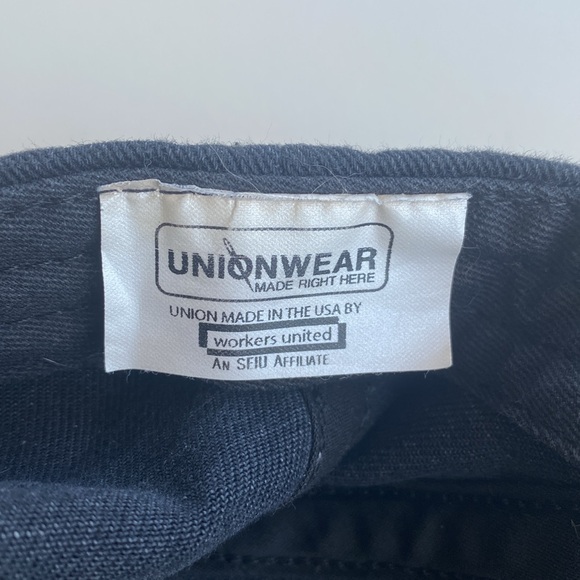 UNIONWEAR
MADE RIGHT HERE
UNION MADE IN THE USA BY
workers united
AN SEIU AFFILIATE